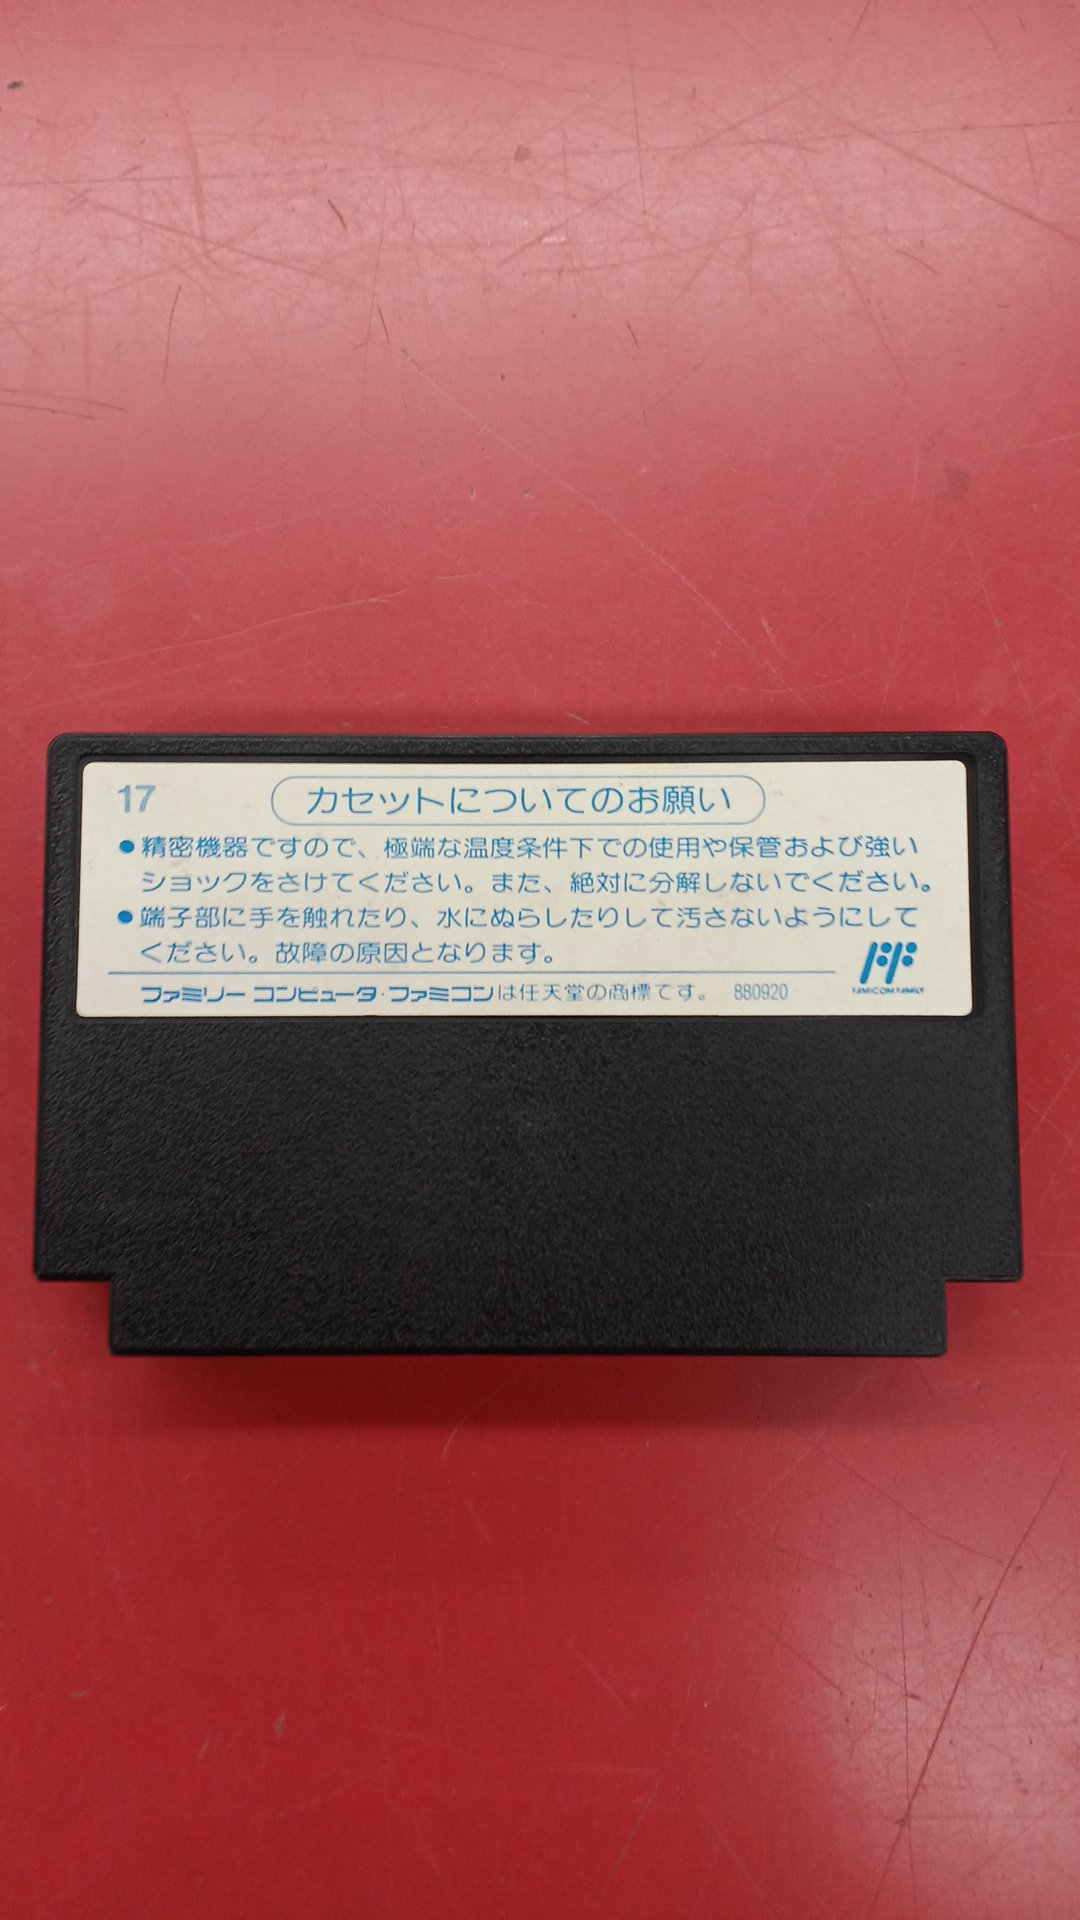 17
カセットについてのお願い
●精密機器ですので、極端な温度条件下での使用や保管および強い
ショックをさけてください。また、絶対に分解しないでください。
●端子部に手を触れたり、水にぬらしたりして汚さないようにして
ください。故障の原因となります。
ファミリー コンピュータ・ファミコンは任天堂の商標です。 880920
FAMICOM FAMILY